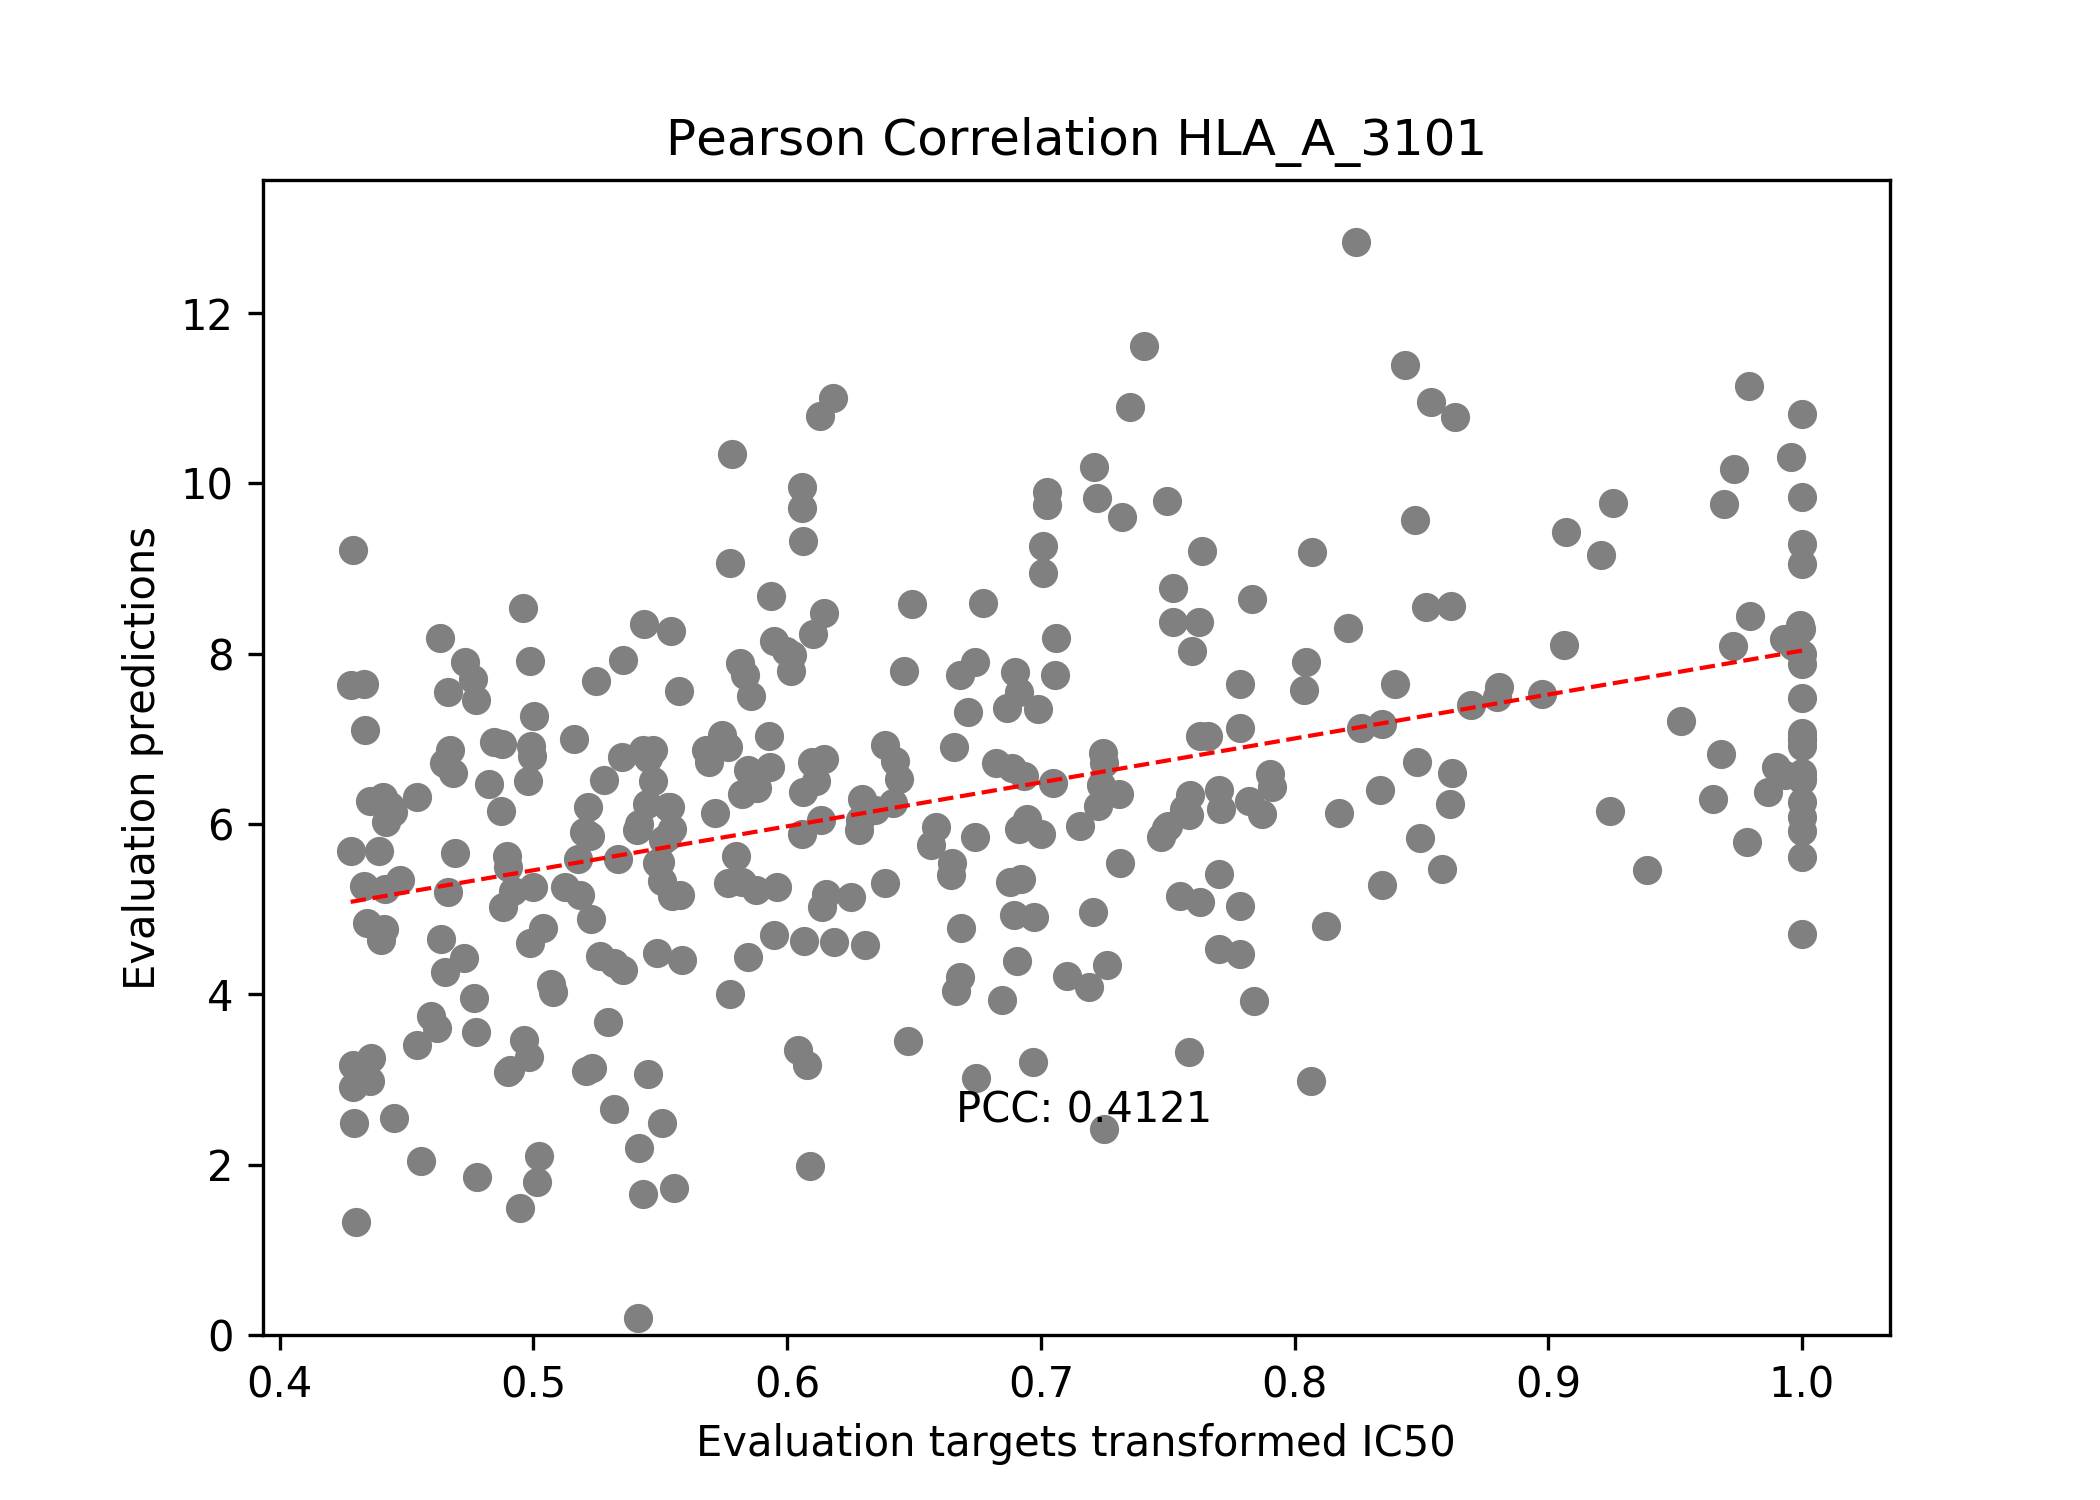 Pearson Correlation HLA_A_3101
Evaluation predictions
12
10
8
6
4
2
0
PCC: 0.4121
0.4 0.5 0.6 0.7 0.8 0.9 1.0
Evaluation targets transformed IC50